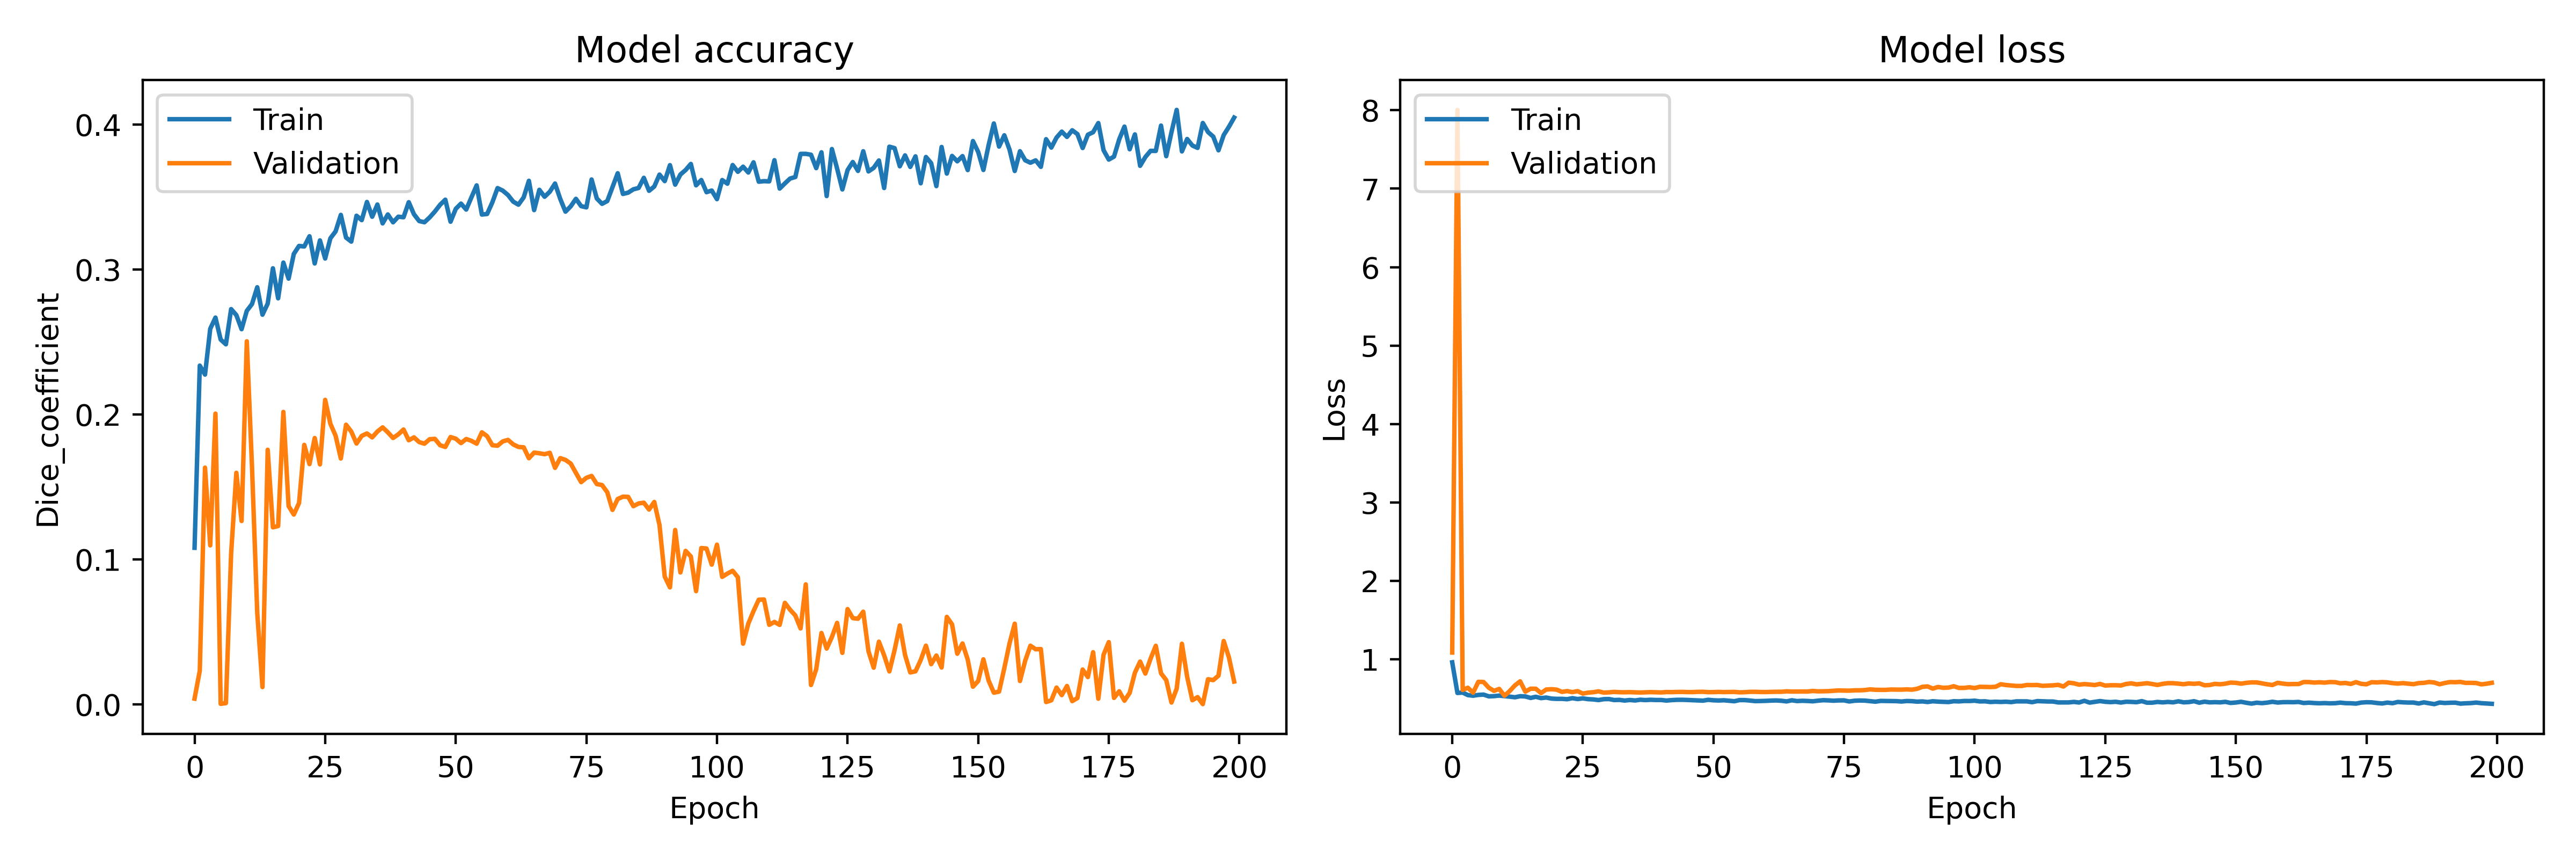 Model accuracy
Train
Validation
Dice_coefficient
0.4
0.3
0.2
0.1
0.0
0 25 50 75 100 125 150 175 200
Epoch
Model loss
Train
Validation
Loss
8
7
6
5
4
3
2
1
0 25 50 75 100 125 150 175 200
Epoch